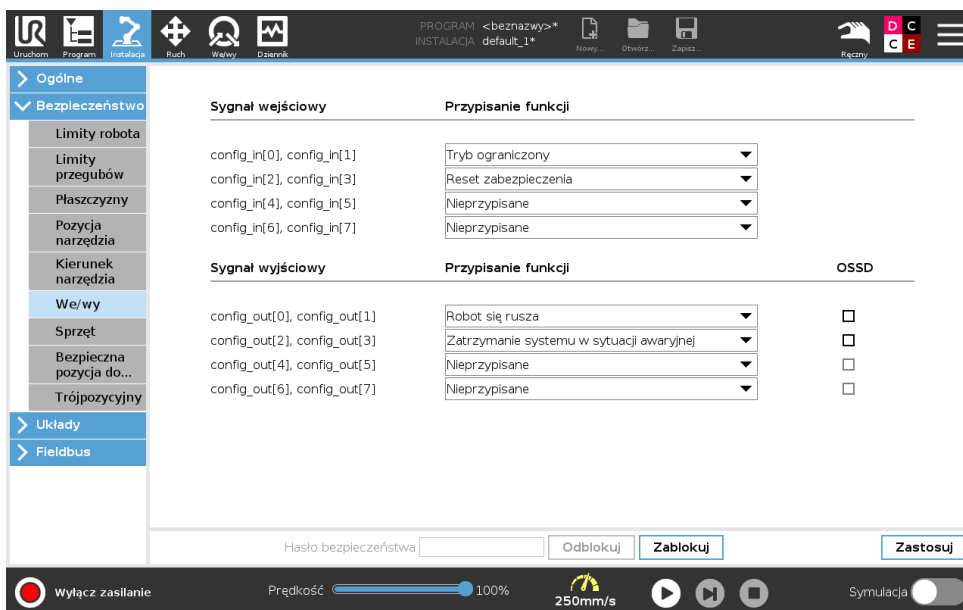 PROGRAM <beznazwy>*
INSTALACJA default_1*
Uruchom Program Instalacja Ruch We/wy Dziennik Nowy... Otwórz... Zapisz... Ręczny
D C
C E
Ogólne
Bezpieczeństwo
Limity robota
Limity
przegubów
Płaszczyzny
Pozycja
narzędzia
Kierunek
narzędzia
We/wy
Sprzęt
Bezpieczna
pozycja do...
Trójpozycyjny
Układy
Fieldbus
Sygnał wejściowy Przypisanie funkcji
config_in[0], config_in[1] Tryb ograniczony
config_in[2], config_in[3] Reset zabezpieczenia
config_in[4], config_in[5] Nieprzypisane
config_in[6], config_in[7] Nieprzypisane
Sygnał wyjściowy Przypisanie funkcji OSSD
config_out[0], config_out[1] Robot się rusza
config_out[2], config_out[3] Zatrzymanie systemu w sytuacji awaryjnej
config_out[4], config_out[5] Nieprzypisane
config_out[6], config_out[7] Nieprzypisane
Hasło bezpieczeństwa Odblokuj Zablokuj Zastosuj
Wyłącz zasilanie Prędkość 100% 250mm/s Symulacja